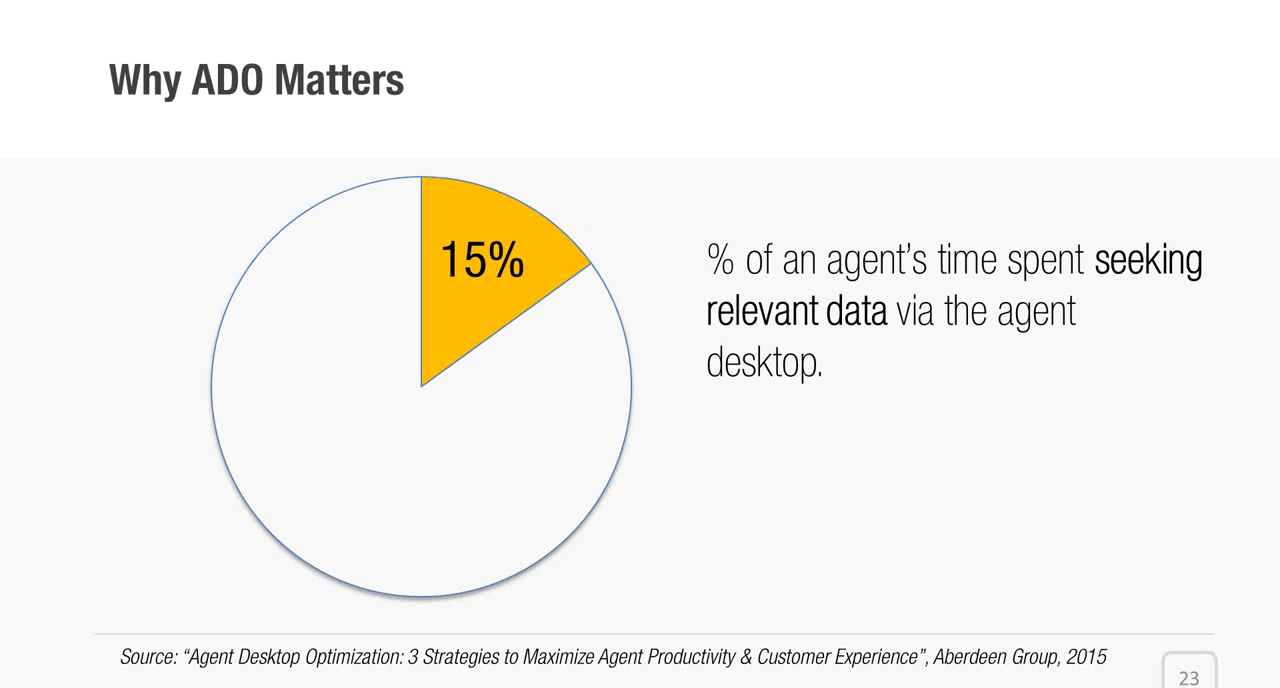 Why ADO Matters
15%
% of an agent’s time spent seeking
relevant data via the agent
desktop.
Source: “Agent Desktop Optimization: 3 Strategies to Maximize Agent Productivity & Customer Experience”, Aberdeen Group, 2015
23